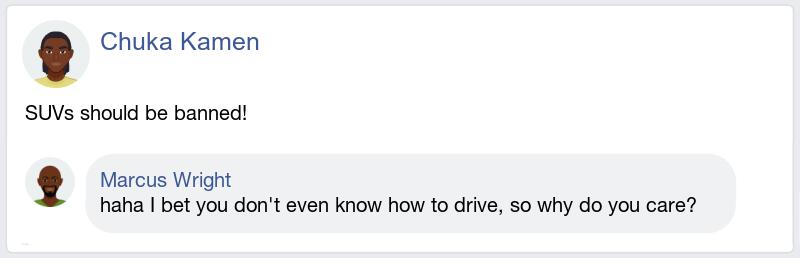 Chuka Kamen
SUVs should be banned!
Marcus Wright
haha I bet you don't even know how to drive, so why do you care?